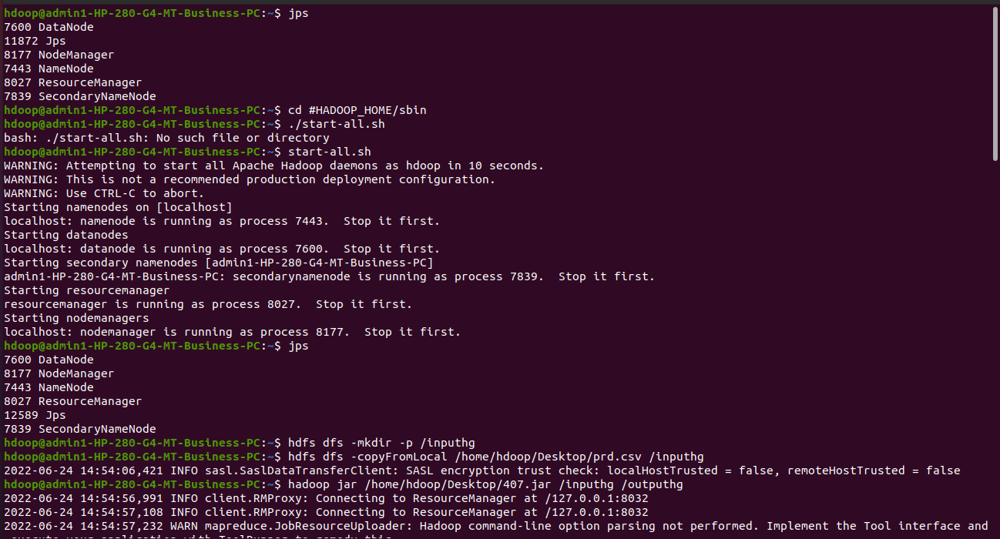 hdoop@admin1-HP-280-G4-MT-Business-PC:~$ jps
7600 DataNode
11872 Jps
8177 NodeManager
7443 NameNode
8027 ResourceManager
7839 SecondaryNameNode
hdoop@admin1-HP-280-G4-MT-Business-PC:~$ cd #HADOOP_HOME/sbin
hdoop@admin1-HP-280-G4-MT-Business-PC:~$ ./start-all.sh
bash: ./start-all.sh: No such file or directory
hdoop@admin1-HP-280-G4-MT-Business-PC:~$ start-all.sh
WARNING: Attempting to start all Apache Hadoop daemons as hdoop in 10 seconds.
WARNING: This is not a recommended production deployment configuration.
WARNING: Use CTRL-C to abort.
Starting namenodes on [localhost]
localhost: namenode is running as process 7443.  Stop it first.
Starting datanodes
localhost: datanode is running as process 7600.  Stop it first.
Starting secondary namenodes [admin1-HP-280-G4-MT-Business-PC]
admin1-HP-280-G4-MT-Business-PC: secondarynamenode is running as process 7839.  Stop it first.
Starting resourcemanager
resourcemanager is running as process 8027.  Stop it first.
Starting nodemanagers
localhost: nodemanager is running as process 8177.  Stop it first.
hdoop@admin1-HP-280-G4-MT-Business-PC:~$ jps
7600 DataNode
8177 NodeManager
7443 NameNode
8027 ResourceManager
12589 Jps
7839 SecondaryNameNode
hdoop@admin1-HP-280-G4-MT-Business-PC:~$ hdfs dfs -mkdir -p /inputhg
hdoop@admin1-HP-280-G4-MT-Business-PC:~$ hdfs dfs -copyFromLocal /home/hdoop/Desktop/prd.csv /inputhg
2022-06-24 14:54:06,421 INFO sasl.SaslDataTransferClient: SASL encryption trust check: localHostTrusted = false, remoteHostTrusted = false
hdoop@admin1-HP-280-G4-MT-Business-PC:~$ hadoop jar /home/hdoop/Desktop/407.jar /inputhg /outputhg
2022-06-24 14:54:56,991 INFO client.RMProxy: Connecting to ResourceManager at /127.0.0.1:8032
2022-06-24 14:54:57,108 INFO client.RMProxy: Connecting to ResourceManager at /127.0.0.1:8032
2022-06-24 14:54:57,232 WARN mapreduce.JobResourceUploader: Hadoop command-line option parsing not performed. Implement the Tool interface and